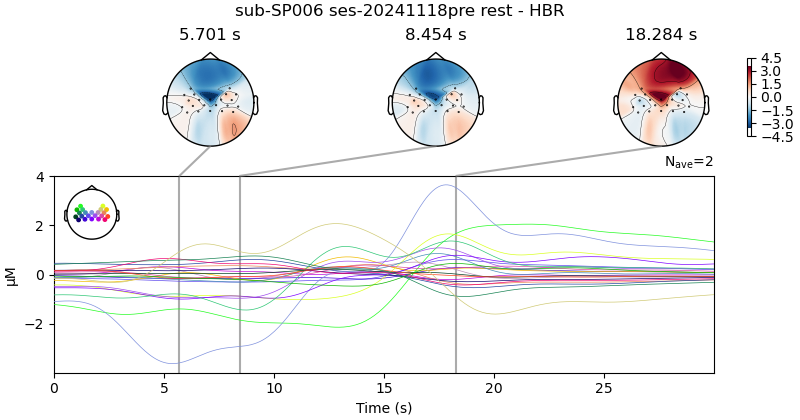 sub-SP006 ses-20241118pre rest - HBR
5.701 s
8.454 s
18.284 s
4.5
3.0
1.5
0.0
−1.5
−3.0
−4.5
Nave=2
4
2
0
−2
µM
0
5
10
15
20
25
Time (s)